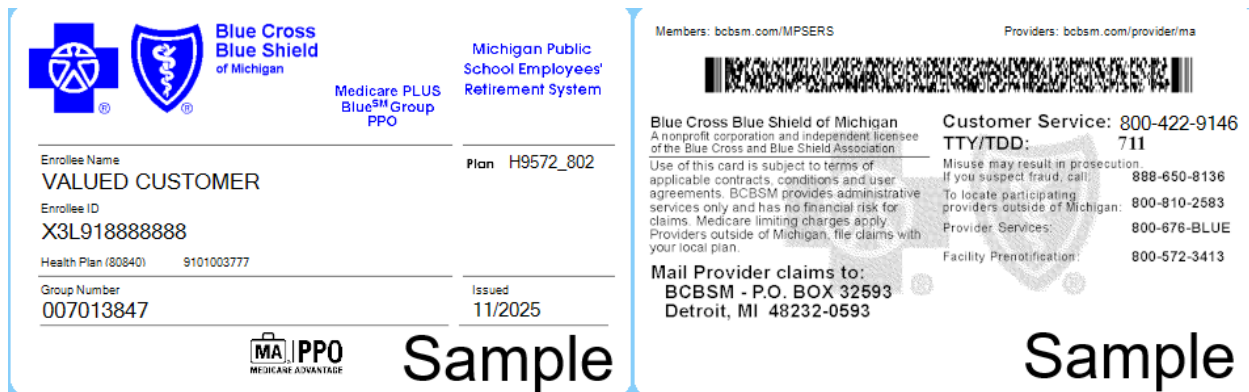 Blue Cross
Blue Shield
of Michigan
®
®
Medicare PLUS
Blue℠ Group
PPO
Michigan Public
School Employees'
Retirement System
Enrollee Name
VALUED CUSTOMER
Plan H9572_802
Enrollee ID
X3L918888888
Health Plan (80840) 9101003777
Group Number
007013847
Issued
11/2025
MA PPO
MEDICARE ADVANTAGE
Sample
Members: bcbsm.com/MPSERS
Providers: bcbsm.com/provider/ma
Blue Cross Blue Shield of Michigan
A nonprofit corporation and independent licensee
of the Blue Cross and Blue Shield Association
Use of this card is subject to terms of
applicable contracts, conditions and user
agreements. BCBSM provides administrative
services only and has no financial risk for
claims. Medicare limiting charges apply.
Providers outside of Michigan, file claims with
your local plan.
Mail Provider claims to:
BCBSM - P.O. BOX 32593
Detroit, MI 48232-0593
Customer Service: 800-422-9146
TTY/TDD: 711
Misuse may result in prosecution.
If you suspect fraud, call: 888-650-8136
To locate participating
providers outside of Michigan: 800-810-2583
Provider Services: 800-676-BLUE
Facility Prenotification: 800-572-3413
®
®
Sample